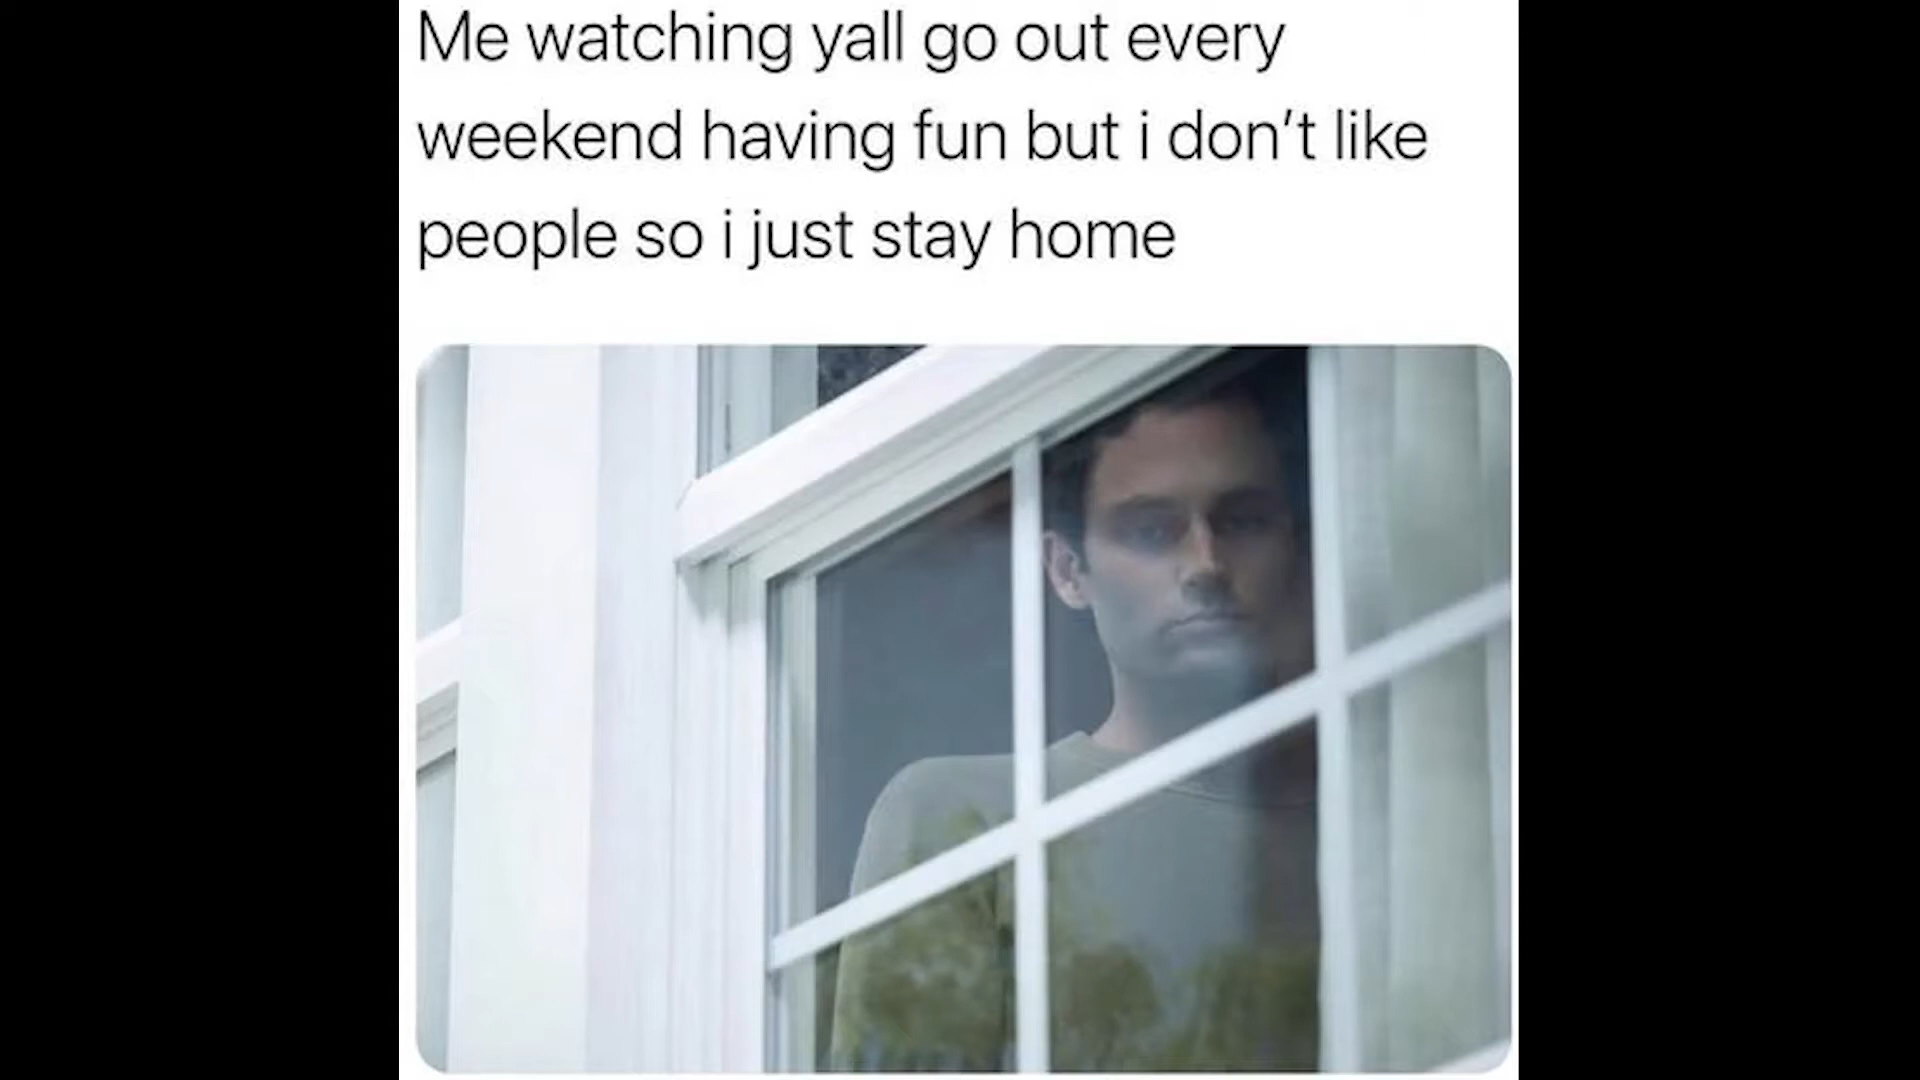 Me watching yall go out every
weekend having fun but i don’t like
people so i just stay home